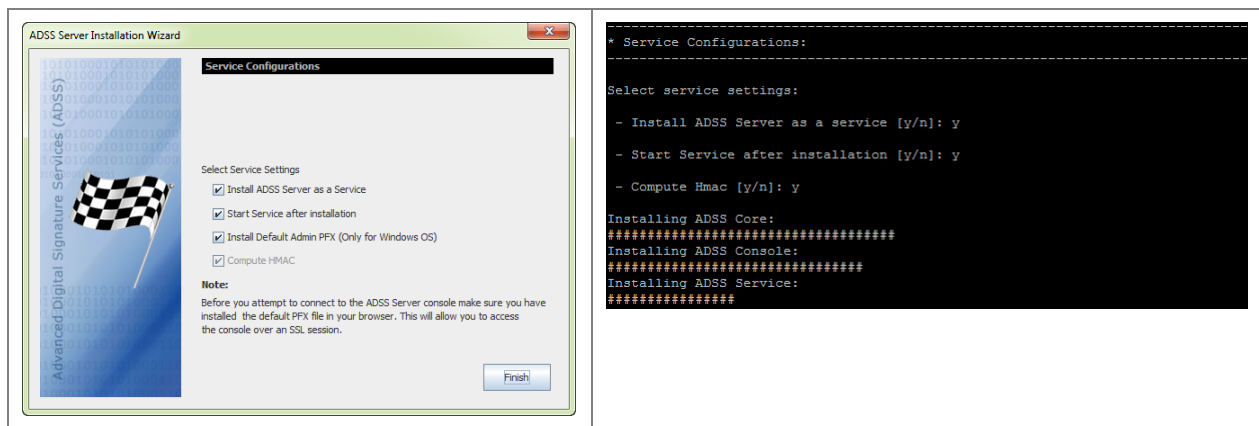 ADSS Server Installation Wizard
Service Configurations
Advanced Digital Signature Services (ADSS)
Select Service Settings
Install ADSS Server as a Service
Start Service after installation
Install Default Admin PFX (Only for Windows OS)
Compute HMAC
Note:
Before you attempt to connect to the ADSS Server console make sure you have
installed the default PFX file in your browser. This will allow you to access
the console over an SSL session.
Finish
--------------------------------------------------------------------------------
* Service Configurations:
--------------------------------------------------------------------------------
Select service settings:
- Install ADSS Server as a service [y/n]: y
- Start Service after installation [y/n]: y
- Compute Hmac [y/n]: y
Installing ADSS Core:
####################################
Installing ADSS Console:
################################
Installing ADSS Service:
################